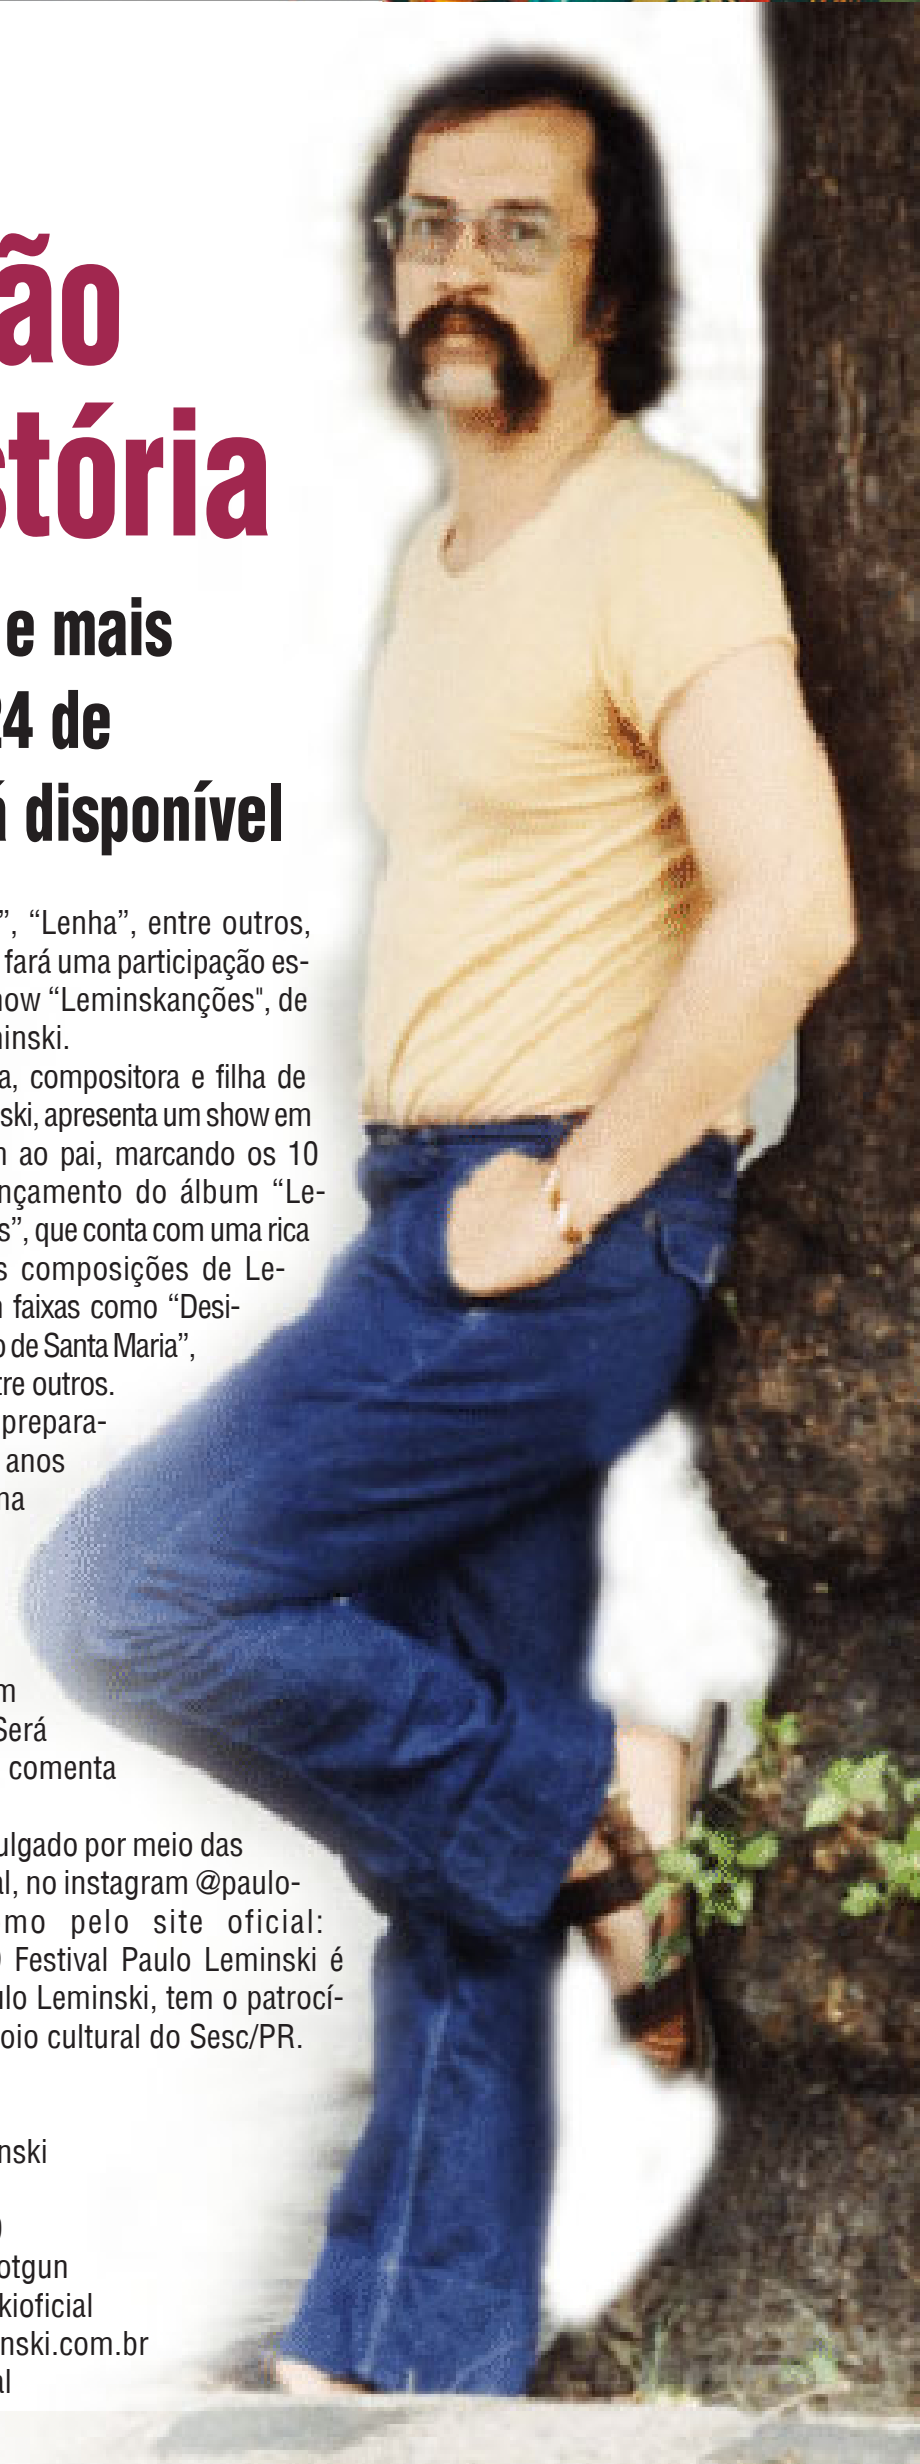 ão
stória
e mais
24 de
á disponível
”, “Lenha”, entre outros,
fará uma participação es-
how “Leminskanções", de
minski.
a, compositora e filha de
ski, apresenta um show em
m ao pai, marcando os 10
nçamento do álbum “Le-
s”, que conta com uma rica
s composições de Le-
m faixas como “Desi-
o de Santa Maria”,
tre outros.
prepara-
anos
na
m
Será
comenta
ulgado por meio das
al, no instagram @paulo-
mo pelo site oficial:
O Festival Paulo Leminski é
ulo Leminski, tem o patrocí-
oio cultural do Sesc/PR.
nski
)
otgun
kioficial
nski.com.br
al